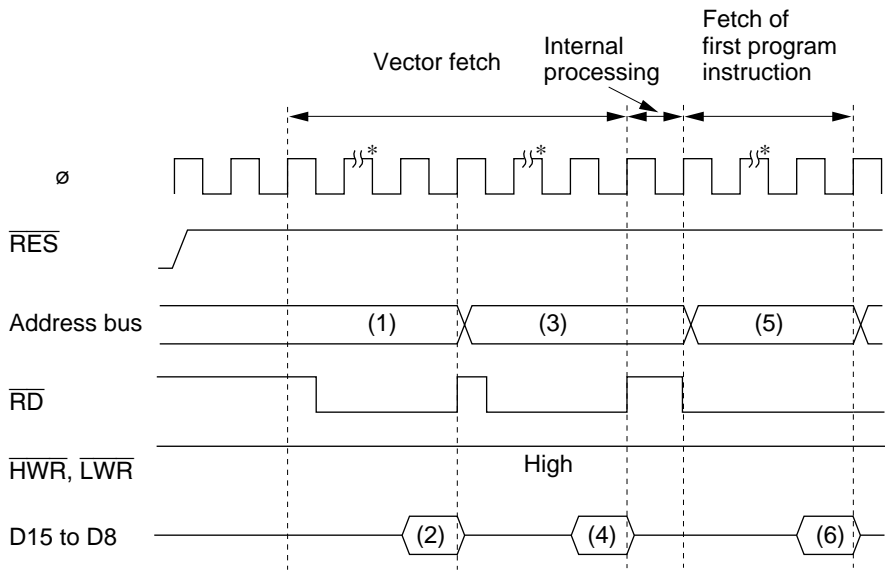 Vector fetch
Internal
processing
Fetch of
first program
instruction
*
*
*
ø
RES
Address bus
(1)
(3)
(5)
RD
HWR, LWR
High
D15 to D8
(2)
(4)
(6)